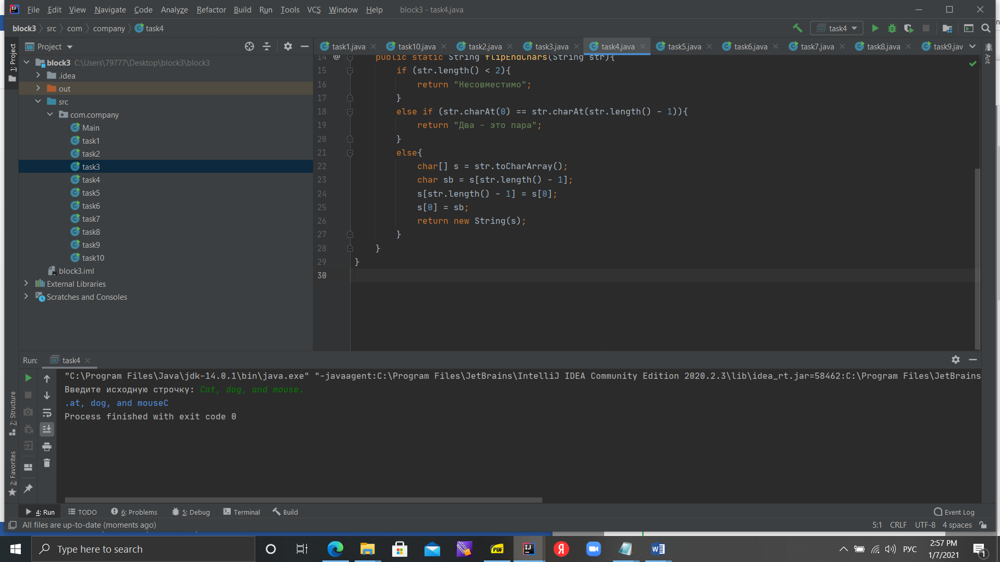 File Edit View Navigate Code Analyze Refactor Build Run Tools VCS Window Help block3 - task4.java
block3 src com company task4
task4
1: Project
Project
task1.java task10.java task2.java task3.java task4.java task5.java task6.java task7.java task8.java task9.jav
Ant
block3 C:\Users\79777\Desktop\block3\block3
.idea
out
src
com.company
Main
task1
task2
task3
task4
task5
task6
task7
task8
task9
task10
block3.iml
External Libraries
Scratches and Consoles
14 @ public static String flipEndChars(String str){
15 if (str.length() < 2){
16 return "Несовместимо";
17 }
18 else if (str.charAt(0) == str.charAt(str.length() - 1)){
19 return "Два - это пара";
20 }
21 else{
22 char[] s = str.toCharArray();
23 char sb = s[str.length() - 1];
24 s[str.length() - 1] = s[0];
25 s[0] = sb;
26 return new String(s);
27 }
28 }
29 }
30
Run: task4
"C:\Program Files\Java\jdk-14.0.1\bin\java.exe" "-javaagent:C:\Program Files\JetBrains\IntelliJ IDEA Community Edition 2020.2.3\lib\idea_rt.jar=58462:C:\Program Files\JetBrains
Введите исходную строчку: Cat, dog, and mouse.
.at, dog, and mouseC
Process finished with exit code 0
7: Structure
2: Favorites
4: Run TODO 6: Problems 5: Debug Terminal Build Event Log
All files are up-to-date (moments ago) 5:1 CRLF UTF-8 4 spaces
Type here to search
PDF
IJ
Я
W
РУС
2:57 PM
1/7/2021
1